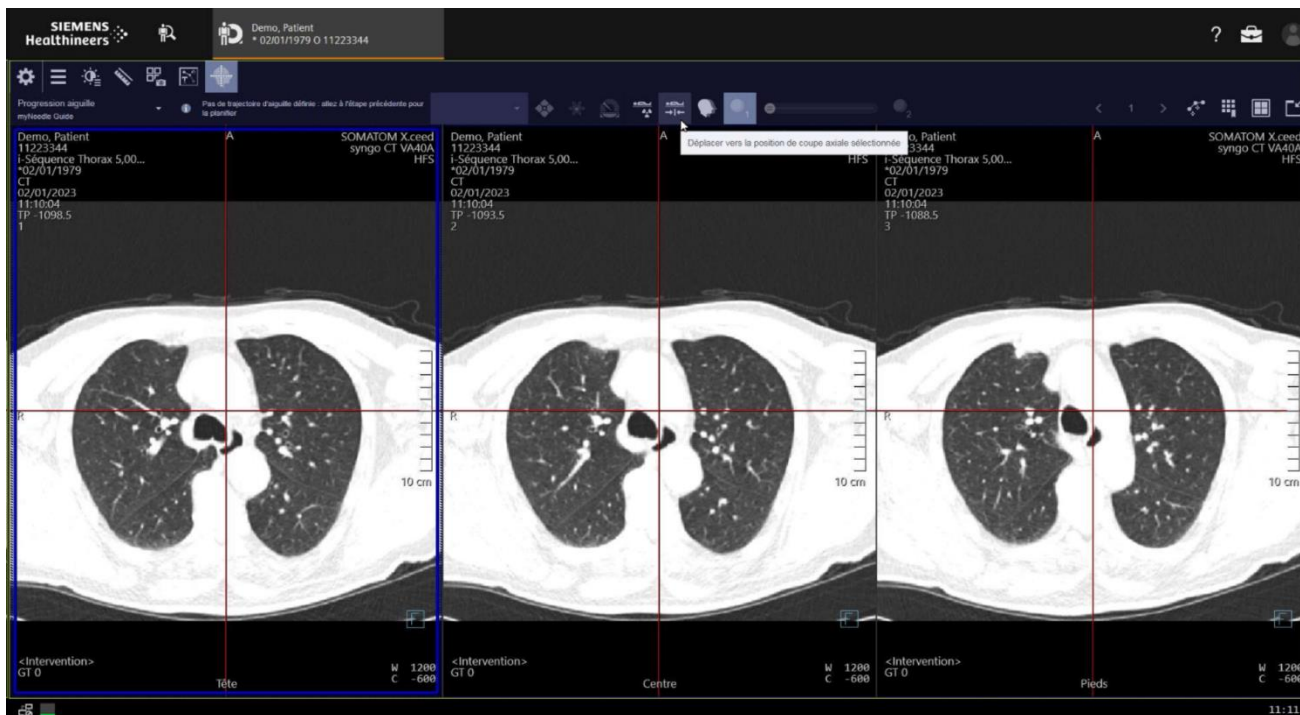 SIEMENS
Healthineers
Demo, Patient
* 02/01/1979 O 11223344
?
Progression aiguille
myNeedle Guide
Pas de trajectoire d'aiguille définie : allez à l'étape précédente pour
la planifier
1
2
1
Déplacer vers la position de coupe axiale sélectionnée
Demo, Patient
11223344
i-Séquence Thorax 5,00...
*02/01/1979
CT
02/01/2023
11:10:04
TP -1098.5
1
A
SOMATOM X.ceed
syngo CT VA40A
HFS
R
10 cm
F
<Intervention>
GT 0
Tête
W 1200
C -600
Demo, Patient
11223344
i-Séquence Thorax 5,00...
*02/01/1979
CT
02/01/2023
11:10:04
TP -1093.5
2
A
HFS
R
10 cm
F
<Intervention>
GT 0
Centre
W 1200
C -600
o, Patient
3344
i-Séquence Thorax 5,00...
*02/01/1979
CT
02/01/2023
11:10:04
TP -1088.5
3
A
SOMATOM X.ceed
syngo CT VA40A
HFS
R
10 cm
F
<Intervention>
GT 0
Pieds
W 1200
C -600
11:11